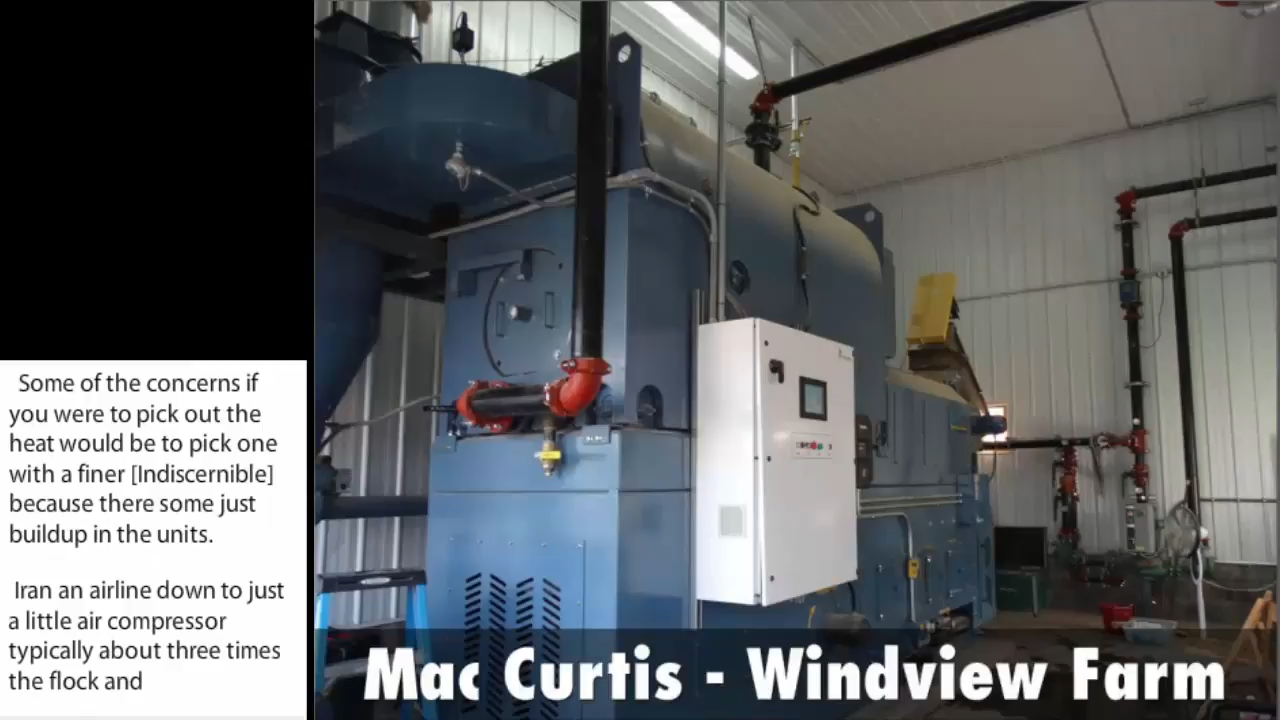 Some of the concerns if
you were to pick out the
heat would be to pick one
with a finer [Indiscernible]
because there some just
buildup in the units.
Iran an airline down to just
a little air compressor
typically about three times
the flock and
Mac Curtis - Windview Farm